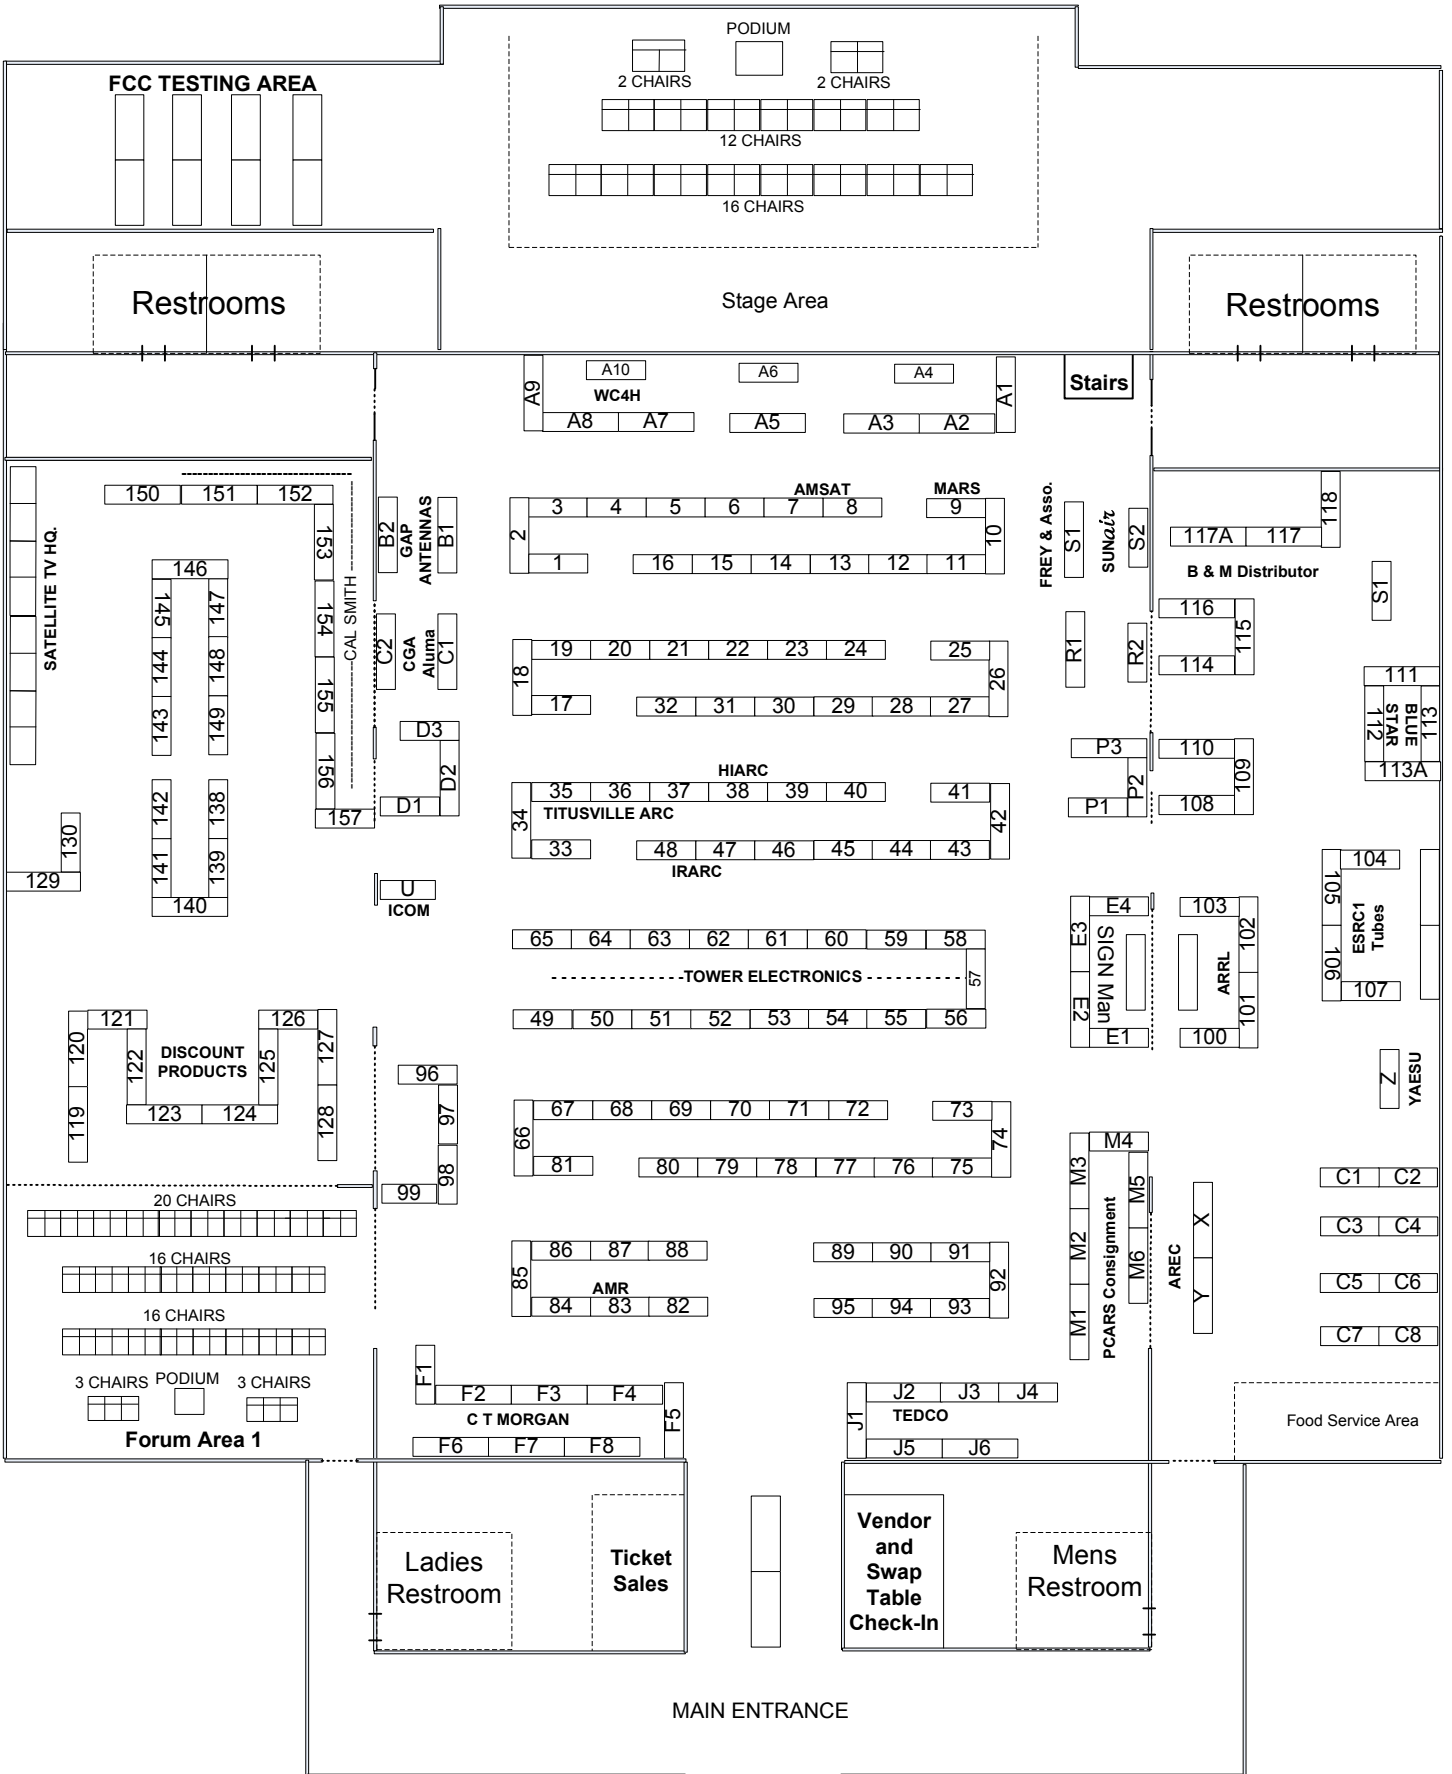 PODIUM
2 CHAIRS
2 CHAIRS
12 CHAIRS
16 CHAIRS
FCC TESTING AREA
Restrooms
Stage Area
Restrooms
A9
A10
WC4H
A8 A7
A6
A5
A4
A3 A2
A1
Stairs
SATELLITE TV HQ.
150 151 152
153
154
155
156
157
CAL SMITH
146
145
147
144
148
143
149
142
138
141
139
140
130
129
B2
GAP
ANTENNAS
B1
C2
CGA
Aluma
C1
D3
D2
D1
U
ICOM
AMSAT
MARS
2
3 4 5 6 7 8
9
10
1
16 15 14 13 12 11
18
19 20 21 22 23 24
25
26
17
32 31 30 29 28 27
HIARC
34
35 36 37 38 39 40
41
42
TITUSVILLE ARC
33
48 47 46 45 44 43
IRARC
65 64 63 62 61 60 59 58
TOWER ELECTRONICS
57
49 50 51 52 53 54 55 56
FREY & Asso.
S1
SUNair
S2
R1
R2
P3
P2
P1
117A 117
118
B & M Distributor
S1
116
115
114
110
109
108
111
112
BLUE
STAR
113
113A
104
105
106
107
ESRC1
Tubes
E4
E3
E2
E1
SIGN Man
103
102
101
100
ARRL
Z
YAESU
121
120
119
122
DISCOUNT
PRODUCTS
125
126
127
128
123 124
96
97
98
99
66
67 68 69 70 71 72
73
74
81
80 79 78 77 76 75
85
86 87 88
AMR
84 83 82
89 90 91
92
95 94 93
M4
M3
M2
M1
M5
M6
PCARS Consignment
AREC
X
Y
C1 C2
C3 C4
C5 C6
C7 C8
20 CHAIRS
16 CHAIRS
16 CHAIRS
3 CHAIRS
PODIUM
3 CHAIRS
Forum Area 1
F1
F2 F3 F4
F5
C T MORGAN
F6 F7 F8
J1
J2 J3 J4
TEDCO
J5 J6
Food Service Area
Ladies
Restroom
Ticket
Sales
Vendor
and
Swap
Table
Check-In
Mens
Restroom
MAIN ENTRANCE